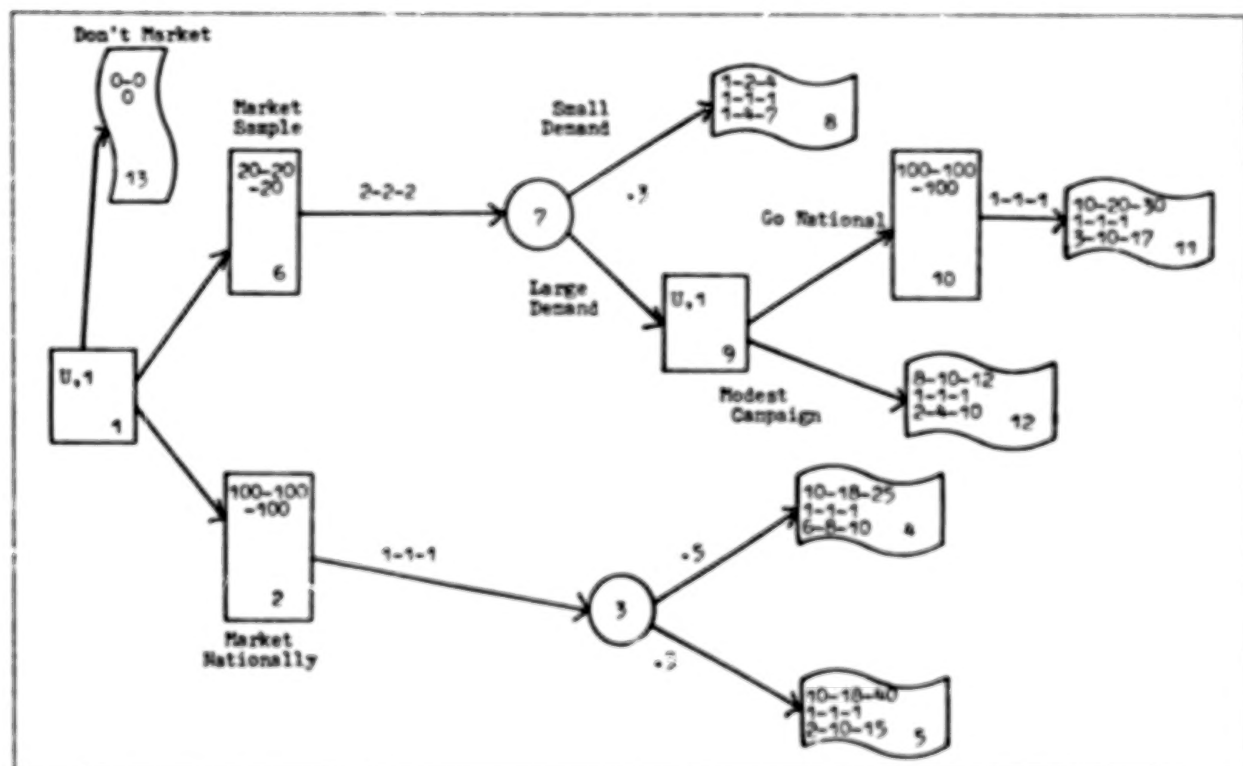 Don't Market
0-0
0
13
Market
Sample
20-20
-20
6
2-2-2
7
Small
Demand
.3
1-2-4
1-1-1
1-4-7
8
Large
Demand
U,1
9
Go National
100-100
-100
10
1-1-1
10-20-30
1-1-1
3-10-17
11
Modest
Campaign
8-10-12
1-1-1
2-4-10
12
U,1
1
100-100
-100
2
Market
Nationally
1-1-1
3
.5
10-18-25
1-1-1
6-8-10
4
10-18-40
1-1-1
2-10-15
5